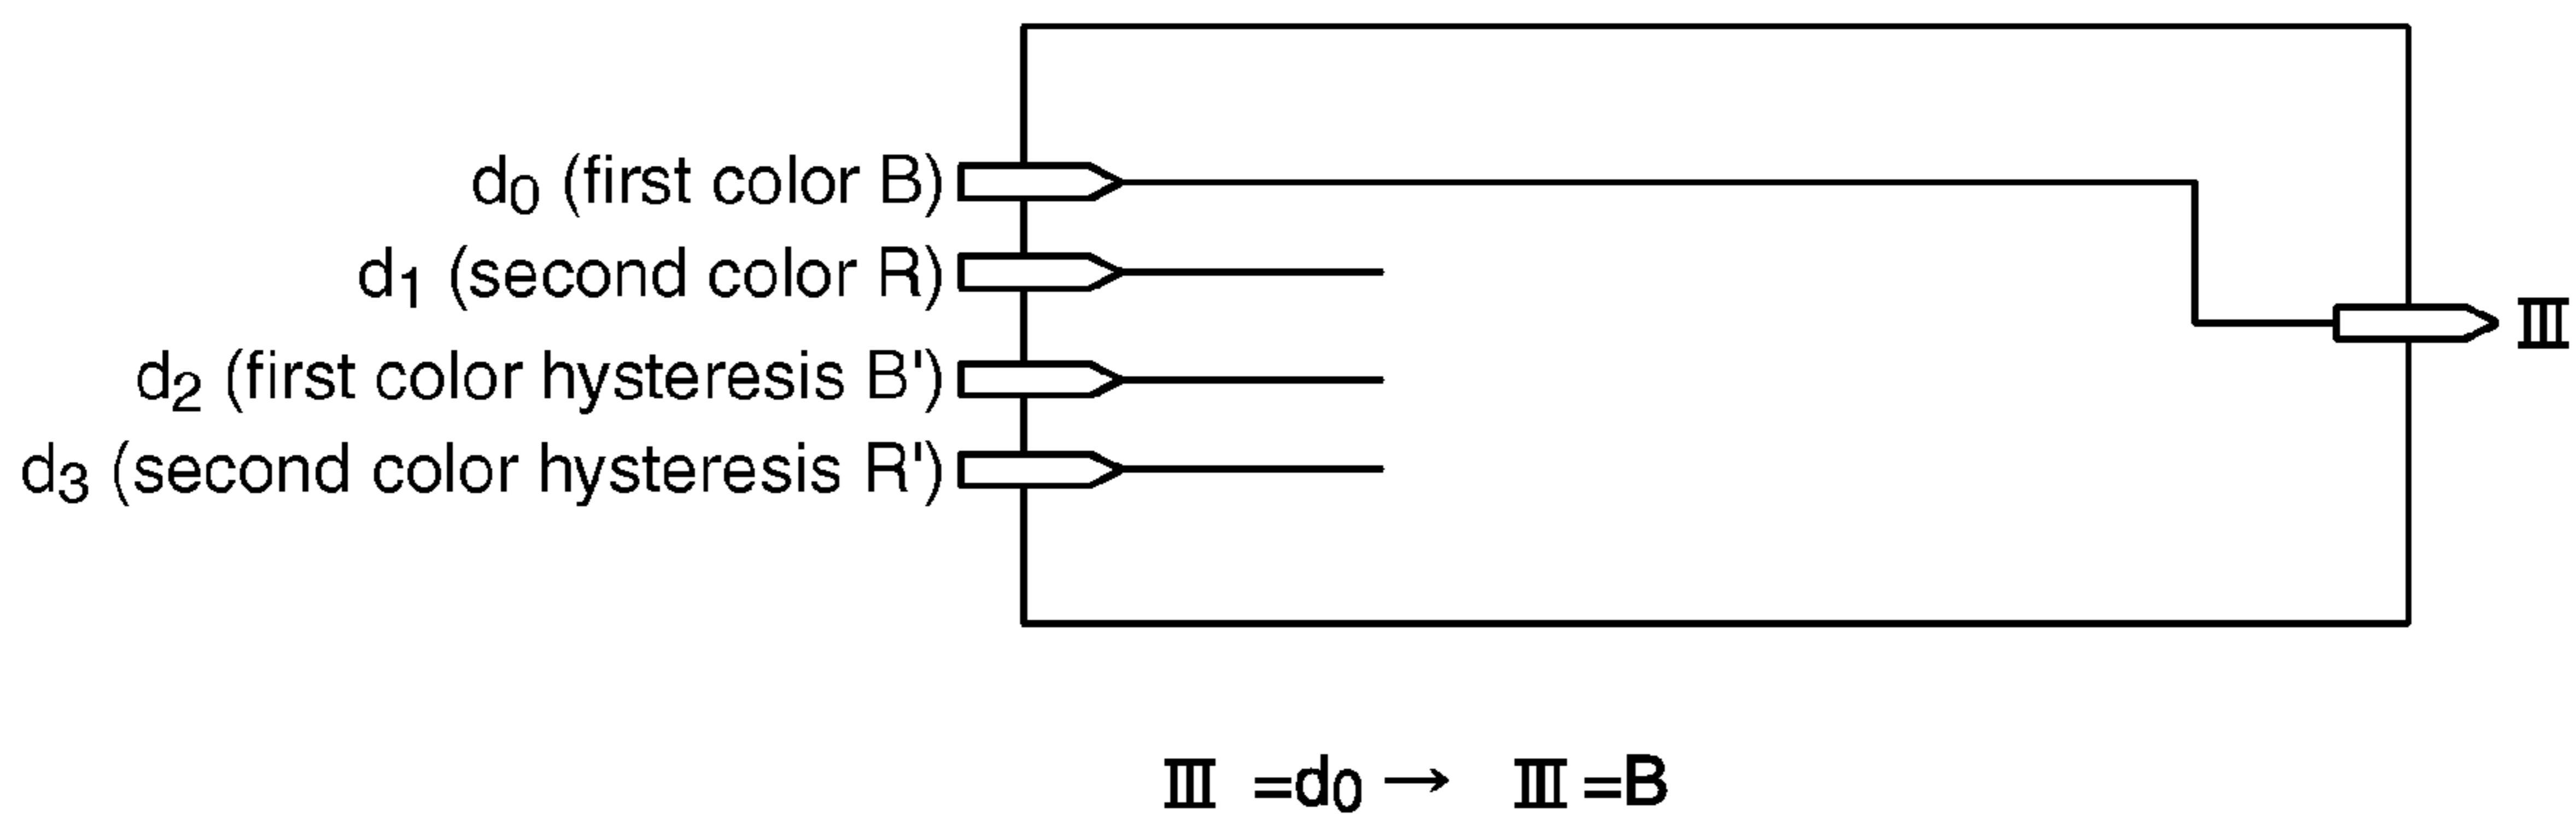 d0 (first color B)
d1 (second color R)
III
d2 (first color hysteresis B')
d3 (second color hysteresis R')
III =d0 → III =B